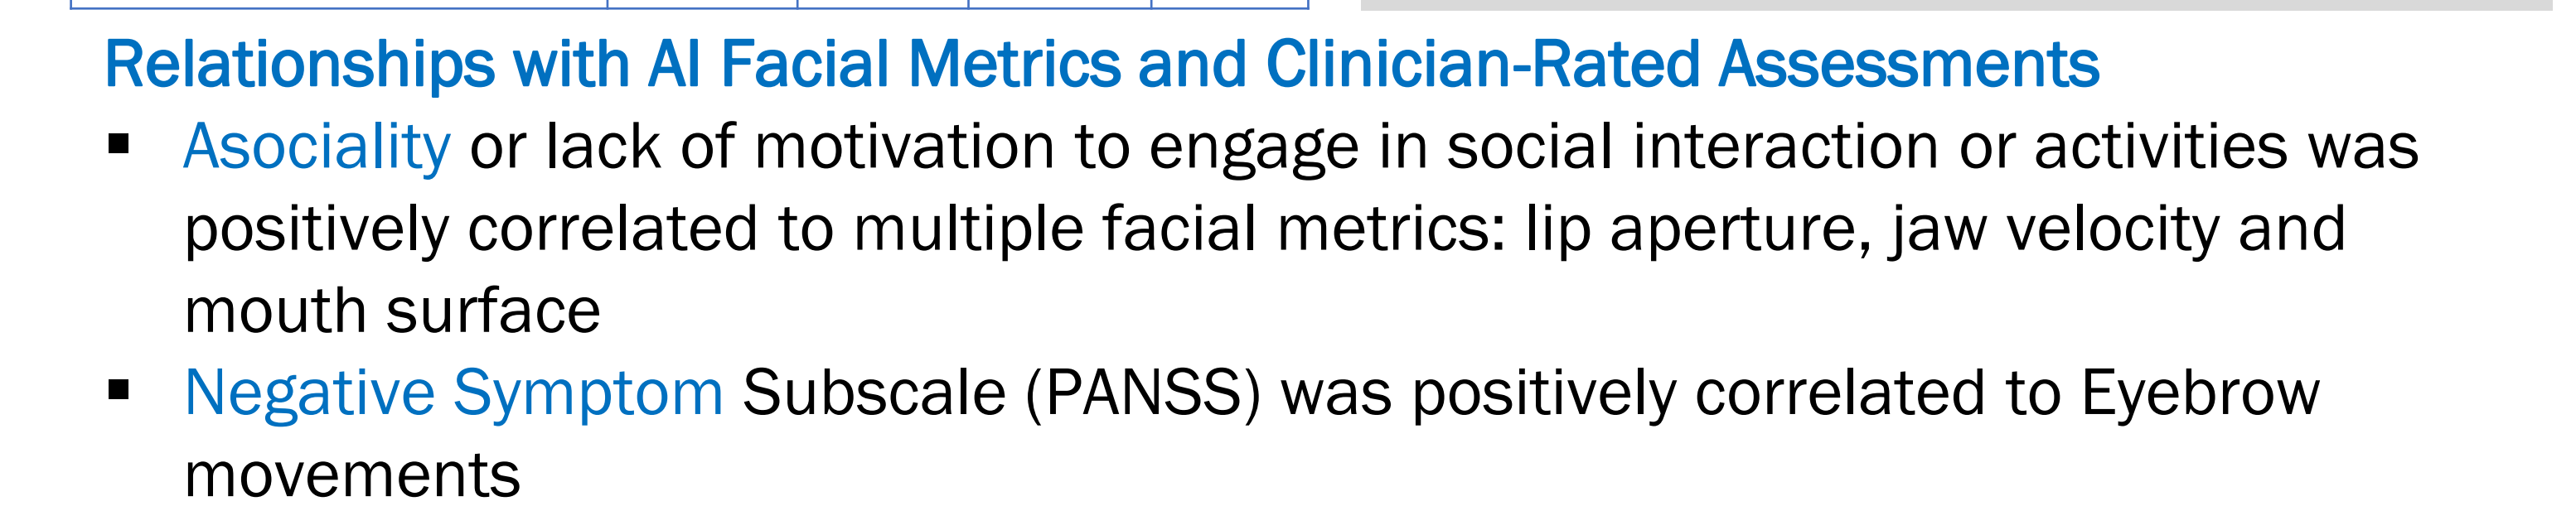 Relationships with AI Facial Metrics and Clinician-Rated Assessments
▪ Asociality or lack of motivation to engage in social interaction or activities was
positively correlated to multiple facial metrics: lip aperture, jaw velocity and
mouth surface
▪ Negative Symptom Subscale (PANSS) was positively correlated to Eyebrow
movements